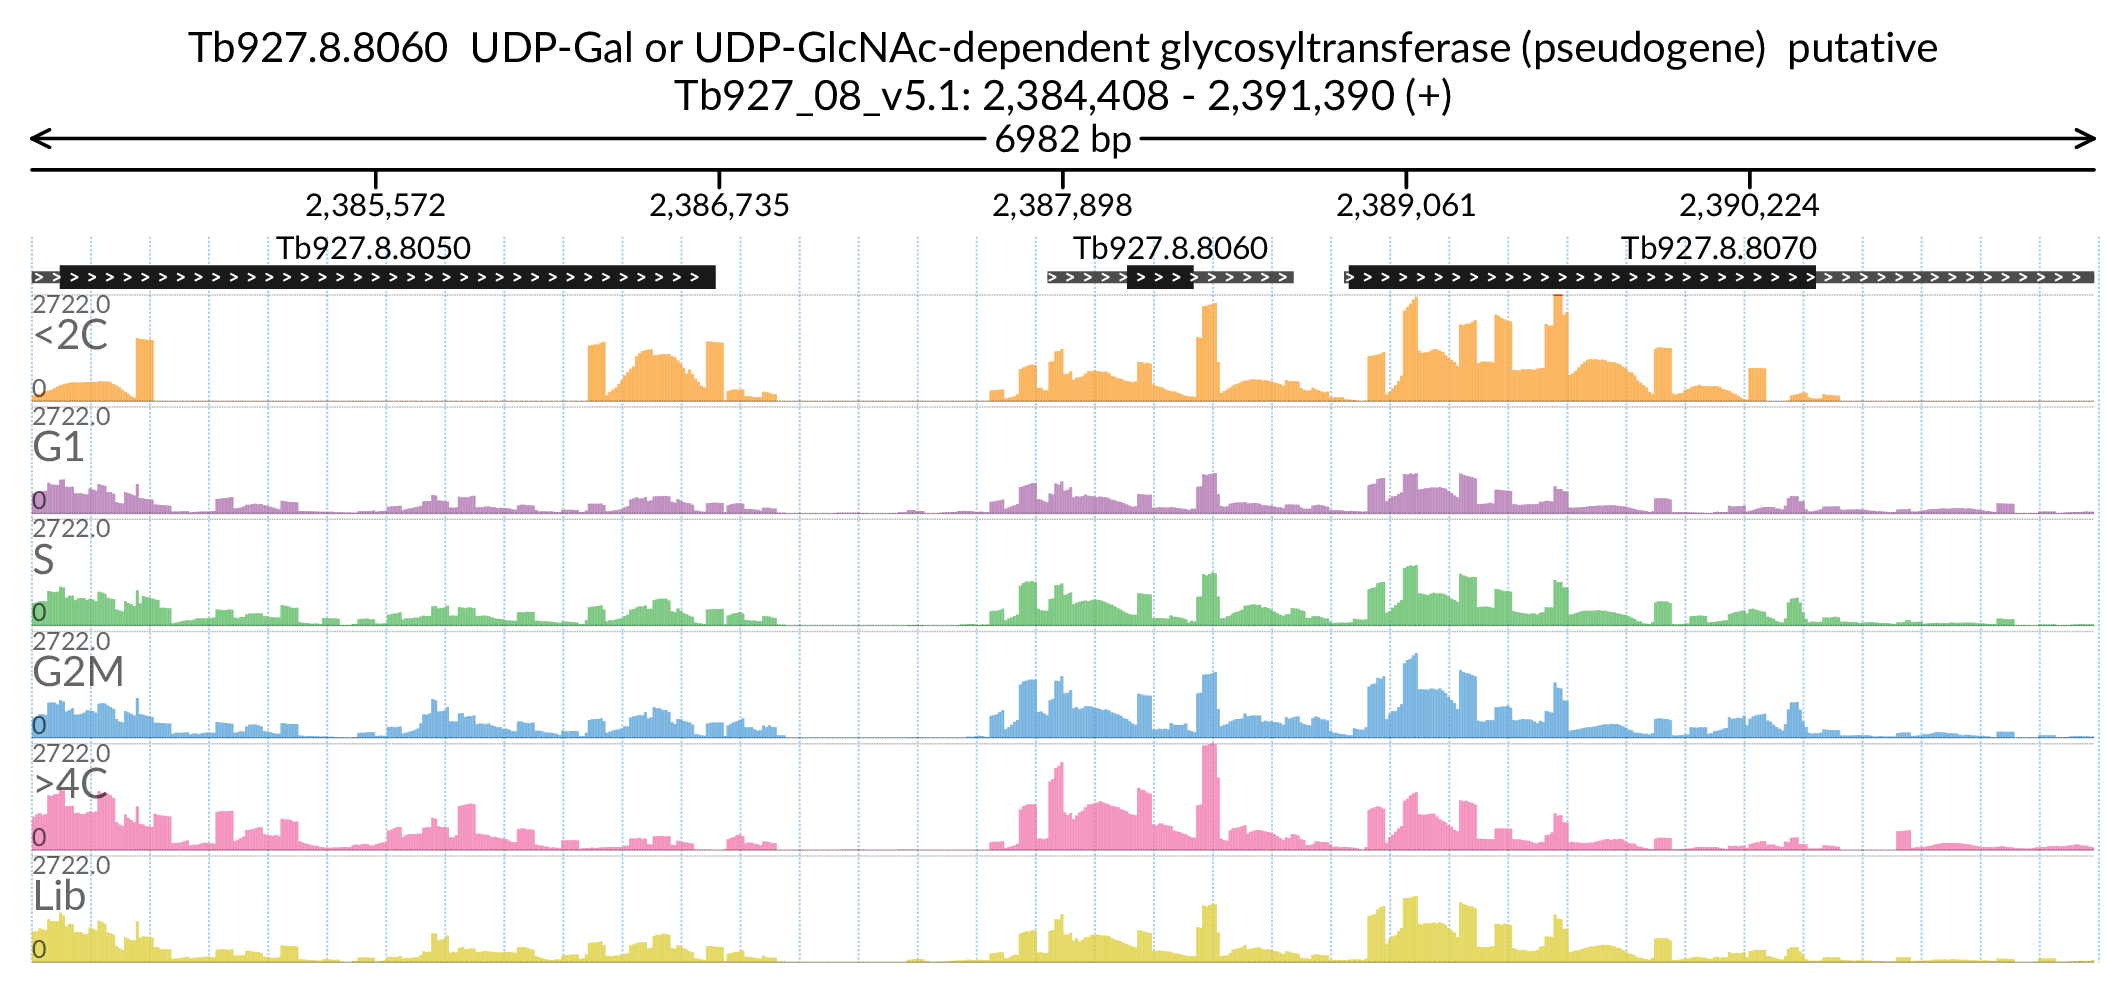 Tb927.8.8060  UDP-Gal or UDP-GlcNAc-dependent glycosyltransferase (pseudogene)  putative
Tb927_08_v5.1: 2,384,408 - 2,391,390 (+)
6982 bp
2,385,572 2,386,735 2,387,898 2,389,061 2,390,224
Tb927.8.8050 Tb927.8.8060 Tb927.8.8070
2722.0
<2C
0
2722.0
G1
0
2722.0
S
0
2722.0
G2M
0
2722.0
>4C
0
2722.0
Lib
0